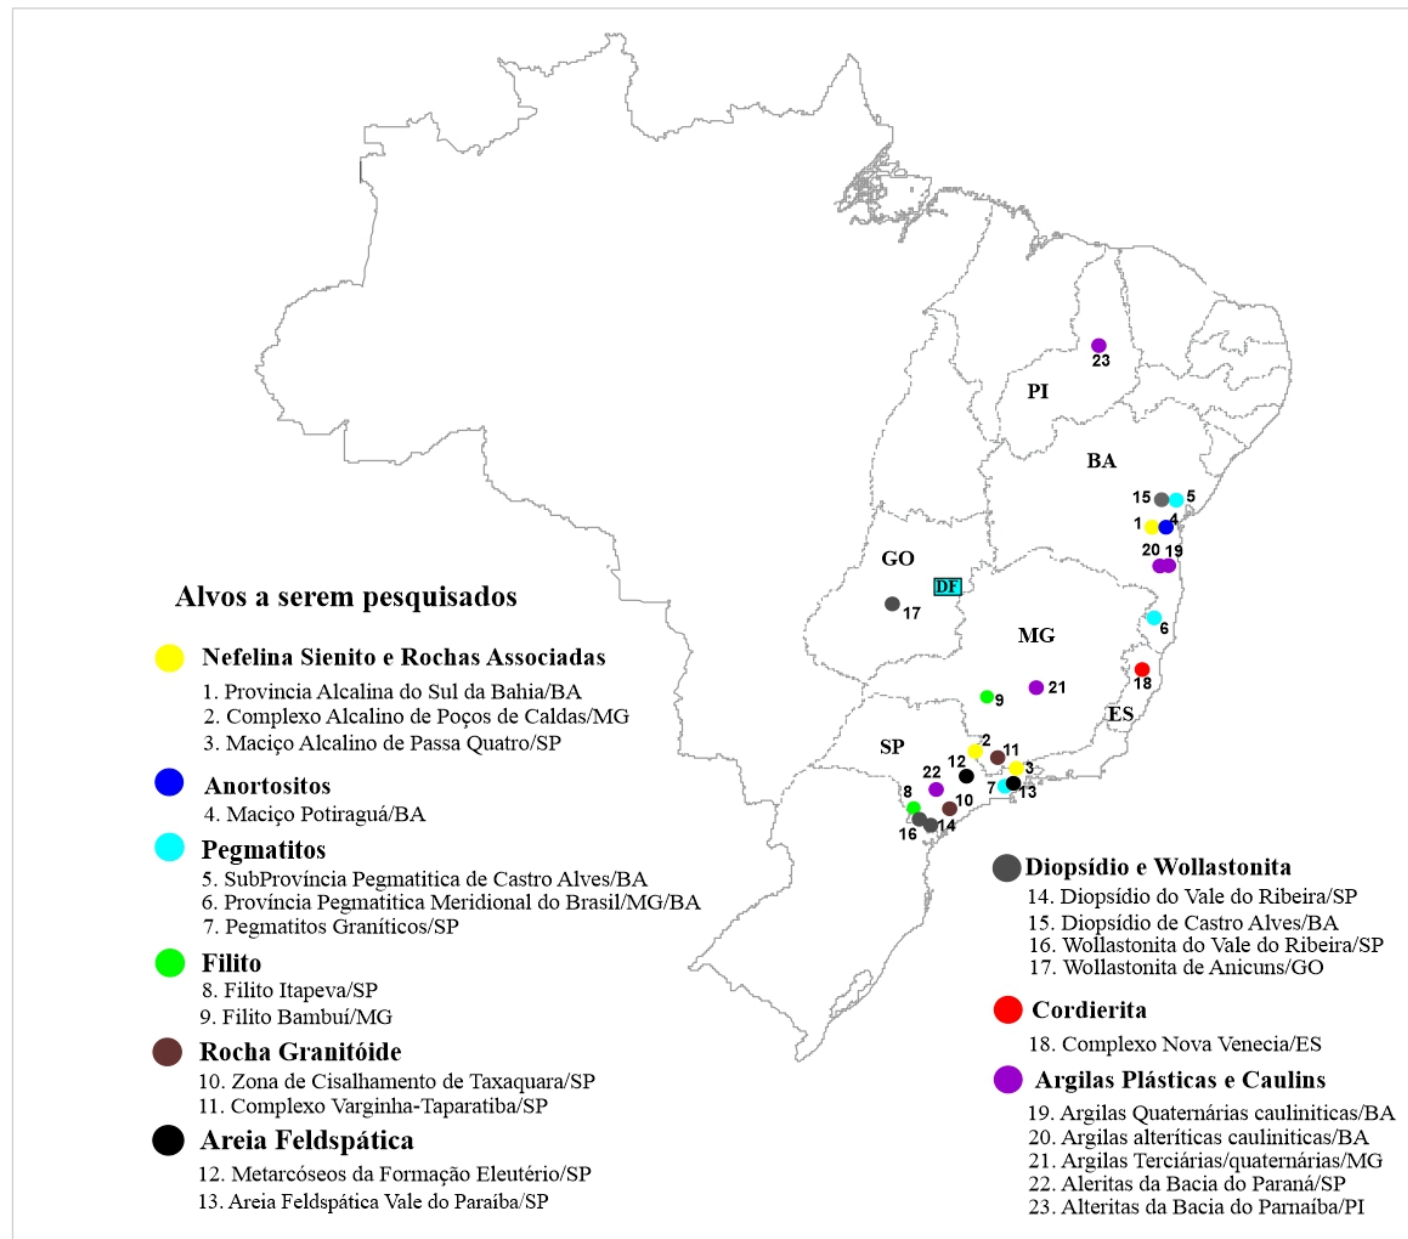 23
PI
BA
15
5
1
4
20
19
GO
DF
17
6
MG
18
21
9
ES
SP
2
11
12
3
22
7
13
8
10
16
14
Alvos a serem pesquisados
Nefelina Sienito e Rochas Associadas
1. Provincia Alcalina do Sul da Bahia/BA
2. Complexo Alcalino de Poços de Caldas/MG
3. Maciço Alcalino de Passa Quatro/SP
Anortositos
4. Maciço Potiraguá/BA
Pegmatitos
5. SubProvíncia Pegmatitica de Castro Alves/BA
6. Província Pegmatitica Meridional do Brasil/MG/BA
7. Pegmatitos Graníticos/SP
Filito
8. Filito Itapeva/SP
9. Filito Bambuí/MG
Rocha Granitóide
10. Zona de Cisalhamento de Taxaquara/SP
11. Complexo Varginha-Taparatiba/SP
Areia Feldspática
12. Metarcóseos da Formação Eleutério/SP
13. Areia Feldspática Vale do Paraíba/SP
Diopsídio e Wollastonita
14. Diopsídio do Vale do Ribeira/SP
15. Diopsídio de Castro Alves/BA
16. Wollastonita do Vale do Ribeira/SP
17. Wollastonita de Anicuns/GO
Cordierita
18. Complexo Nova Venecia/ES
Argilas Plásticas e Caulins
19. Argilas Quaternárias cauliniticas/BA
20. Argilas alteríticas cauliniticas/BA
21. Argilas Terciárias/quaternárias/MG
22. Aleritas da Bacia do Paraná/SP
23. Alteritas da Bacia do Parnaíba/PI